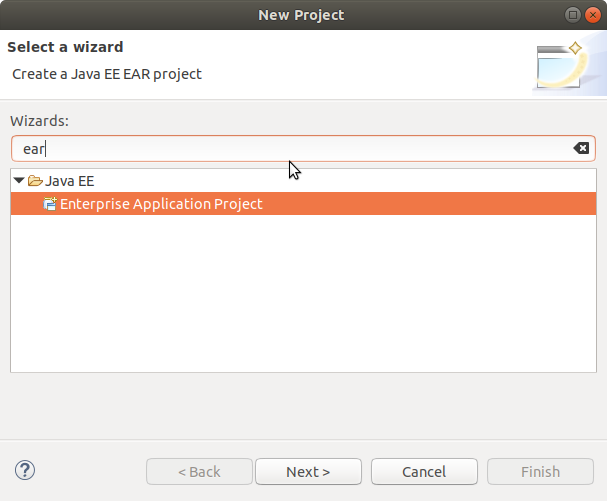 New Project
Select a wizard
Create a Java EE EAR project
Wizards:
ear
Java EE
Enterprise Application Project
?
< Back
Next >
Cancel
Finish